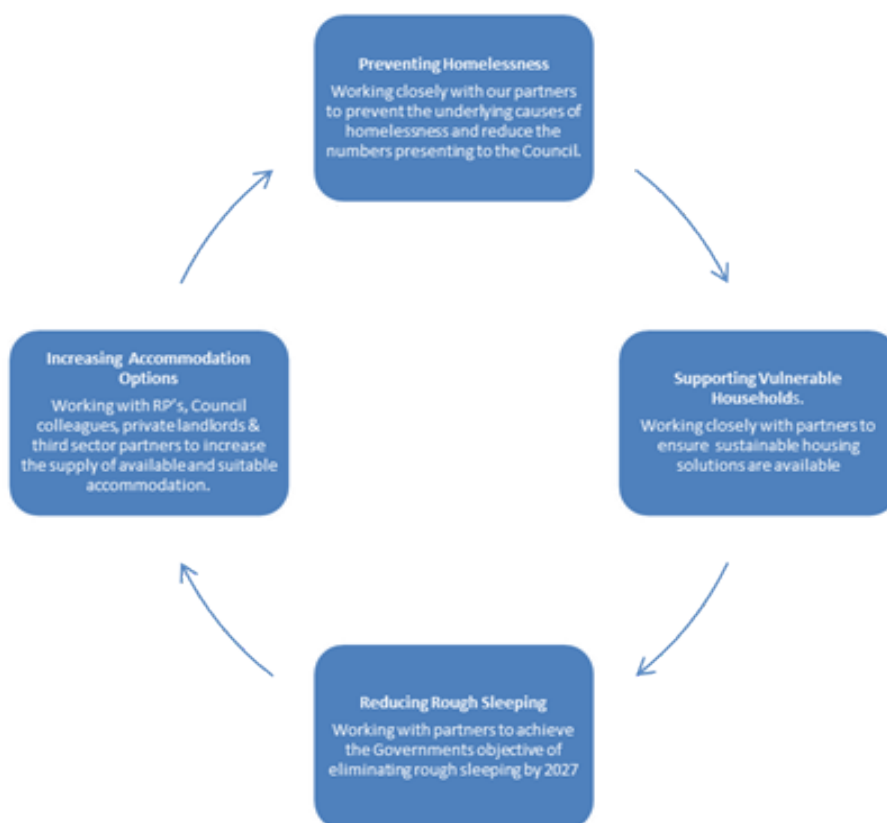 Preventing Homelessness
Working closely with our partners
to prevent the underlying causes of
homelessness and reduce the
numbers presenting to the Council.
Increasing Accommodation
Options
Working with RP's, Council
colleagues, private landlords &
third sector partners to increase
the supply of available and suitable
accommodation.
Supporting Vulnerable
Households.
Working closely with partners to
ensure sustainable housing
solutions are available
Reducing Rough Sleeping
Working with partners to achieve
the Governments objective of
eliminating rough sleeping by 2027